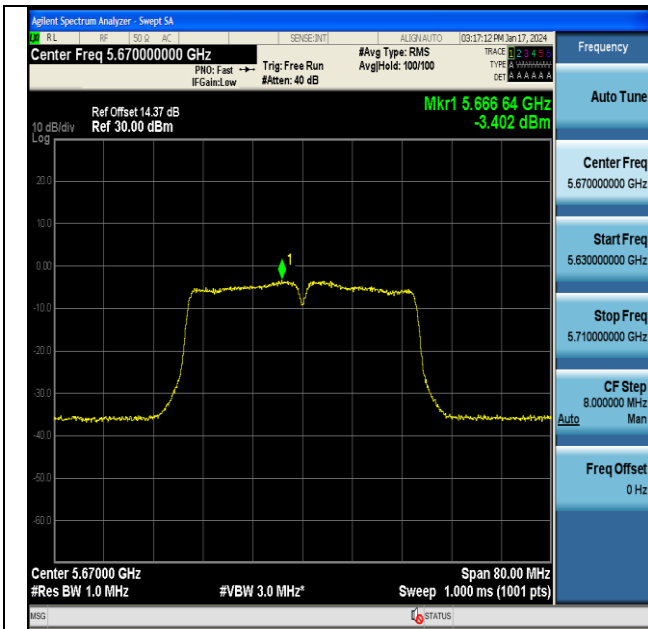 Agilent Spectrum Analyzer - Swept SA
LXI RL RF 50 Ω AC SENSE:INT ALIGN AUTO 03:17:12 PM Jan 17, 2024
Center Freq 5.670000000 GHz
PNO: Fast
IFGain:Low
Trig: Free Run
#Atten: 40 dB
#Avg Type: RMS
Avg|Hold: 100/100
TRACE 1 2 3 4 5 6
TYPE A
DET A A A A A A
Frequency
Mkr1 5.666 64 GHz
-3.402 dBm
Ref Offset 14.37 dB
Ref 30.00 dBm
10 dB/div
Log
20.0
10.0
0.00
-10.0
-20.0
-30.0
-40.0
-50.0
-60.0
1
Center 5.67000 GHz
Span 80.00 MHz
#Res BW 1.0 MHz
#VBW 3.0 MHz*
Sweep 1.000 ms (1001 pts)
Auto Tune
Center Freq
5.670000000 GHz
Start Freq
5.630000000 GHz
Stop Freq
5.710000000 GHz
CF Step
8.000000 MHz
Auto Man
Freq Offset
0 Hz
MSG
STATUS